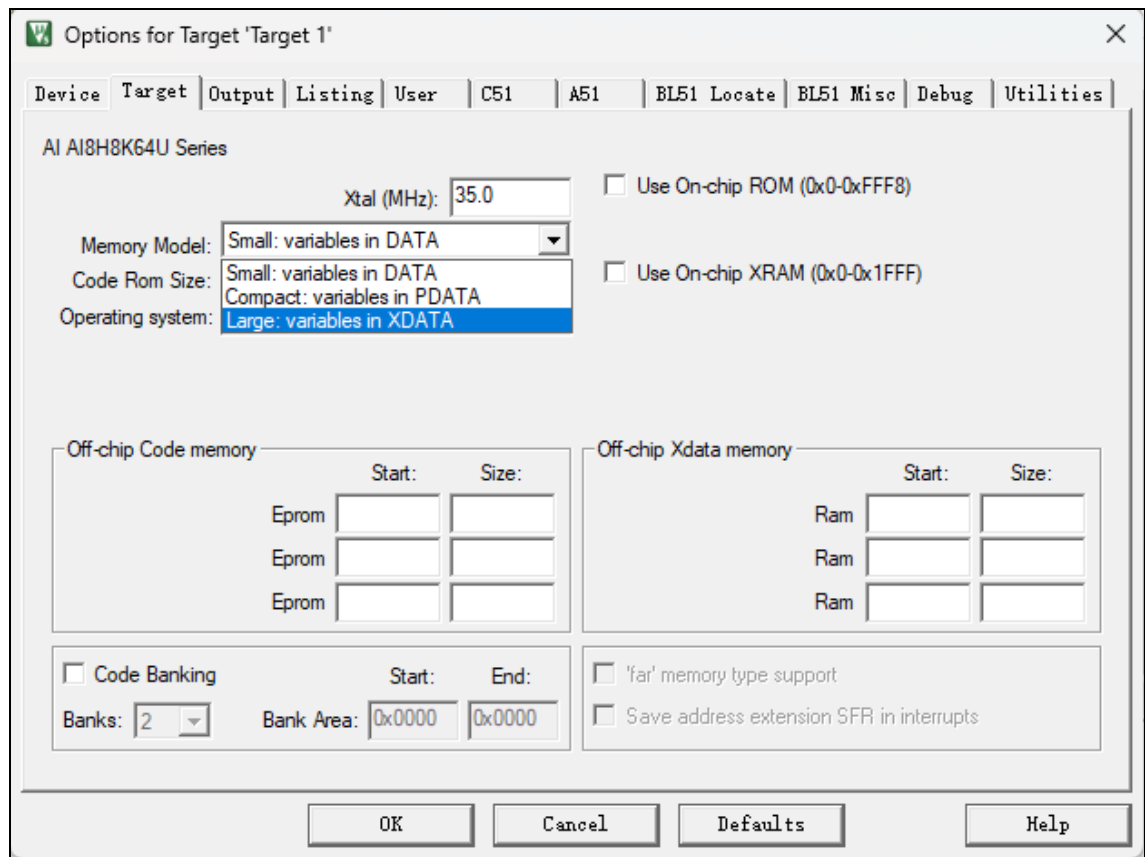 Options for Target 'Target 1'
Device Target Output Listing User C51 A51 BL51 Locate BL51 Misc Debug Utilities
AI AI8H8K64U Series
Xtal (MHz): 35.0
Use On-chip ROM (0x0-0xFFF8)
Memory Model: Small: variables in DATA
Code Rom Size: Small: variables in DATA
Use On-chip XRAM (0x0-0x1FFF)
Compact: variables in PDATA
Operating system: Large: variables in XDATA
Off-chip Code memory
Start: Size:
Eprom
Eprom
Eprom
Off-chip Xdata memory
Start: Size:
Ram
Ram
Ram
Code Banking Start: End:
Banks: 2 Bank Area: 0x0000 0x0000
'far' memory type support
Save address extension SFR in interrupts
OK Cancel Defaults Help